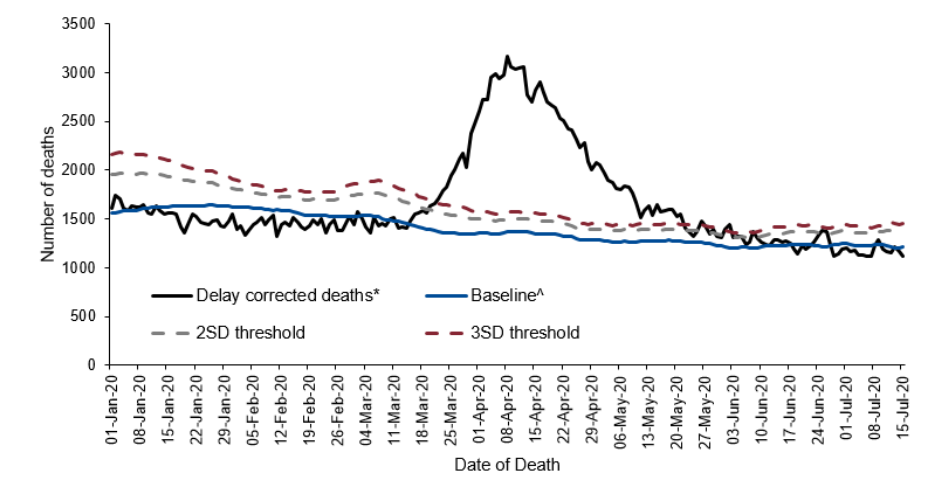 3500
3000
2500
2000
1500
1000
500
0
Number of deaths
Delay corrected deaths*
Baseline^
2SD threshold
3SD threshold
01-Jan-20
08-Jan-20
15-Jan-20
22-Jan-20
29-Jan-20
05-Feb-20
12-Feb-20
19-Feb-20
26-Feb-20
04-Mar-20
11-Mar-20
18-Mar-20
25-Mar-20
01-Apr-20
08-Apr-20
15-Apr-20
22-Apr-20
29-Apr-20
06-May-20
13-May-20
20-May-20
27-May-20
03-Jun-20
10-Jun-20
17-Jun-20
24-Jun-20
01-Jul-20
08-Jul-20
15-Jul-20
Date of Death